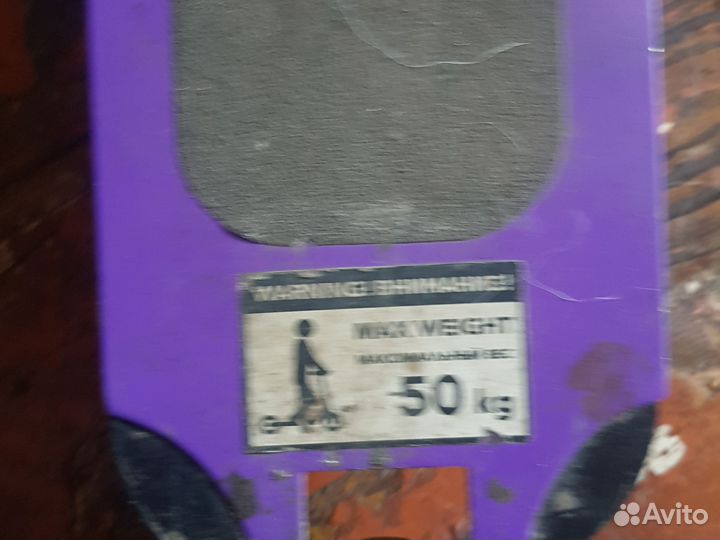 WARNING! ВНИМАНИЕ!
MAX WEIGHT
МАКСИМАЛЬНЫЙ ВЕС
50 kg
Avito